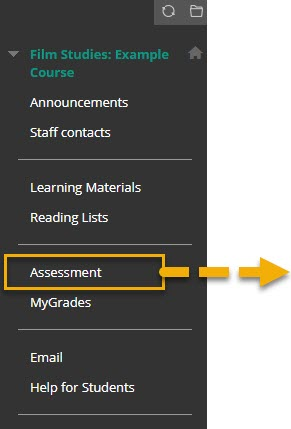 Film Studies: Example
Course
Announcements
Staff contacts
Learning Materials
Reading Lists
Assessment
MyGrades
Email
Help for Students